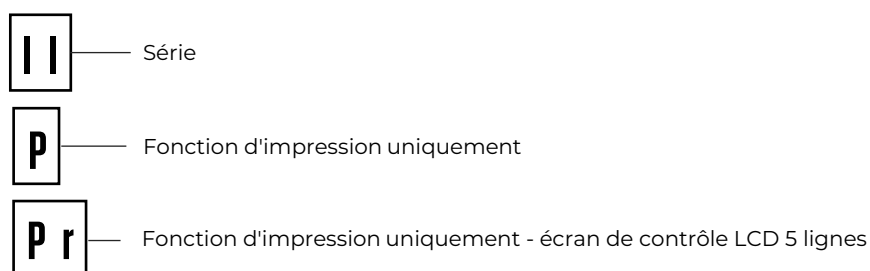 II Série
P Fonction d'impression uniquement
Pr Fonction d'impression uniquement - écran de contrôle LCD 5 lignes